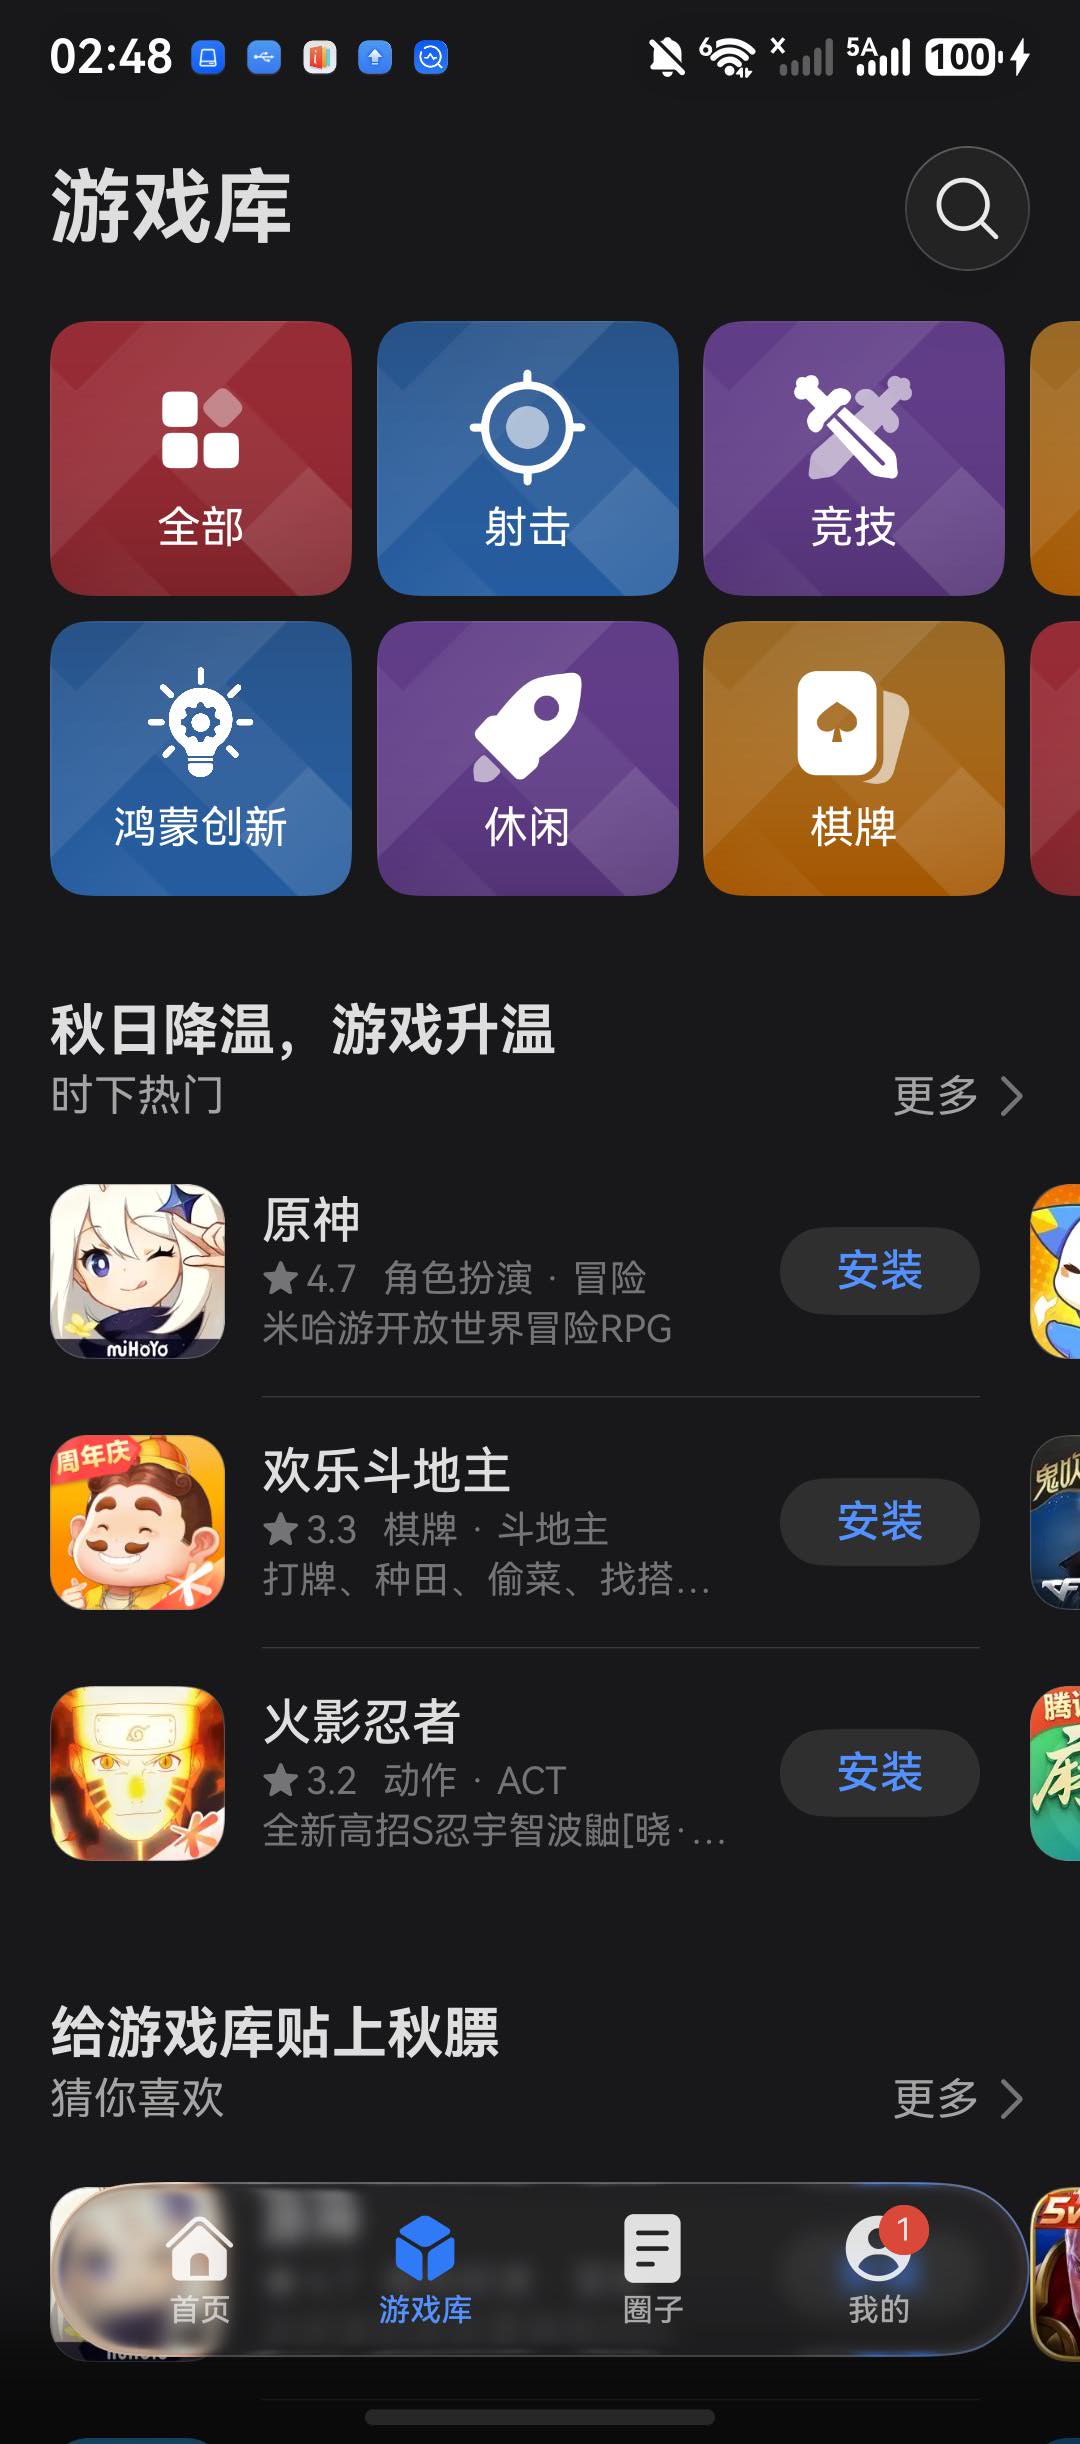 02:48
6
5A
100
游戏库
全部
射击
竞技
鸿蒙创新
休闲
棋牌
秋日降温，游戏升温
时下热门
更多
原神
4.7 角色扮演 · 冒险
米哈游开放世界冒险RPG
安装
miHoYo
周年庆
欢乐斗地主
3.3 棋牌 · 斗地主
打牌、种田、偷菜、找搭...
安装
火影忍者
3.2 动作 · ACT
全新高招S忍宇智波鼬[晓·...
安装
给游戏库贴上秋膘
猜你喜欢
更多
5v
首页
游戏库
圈子
我的
1